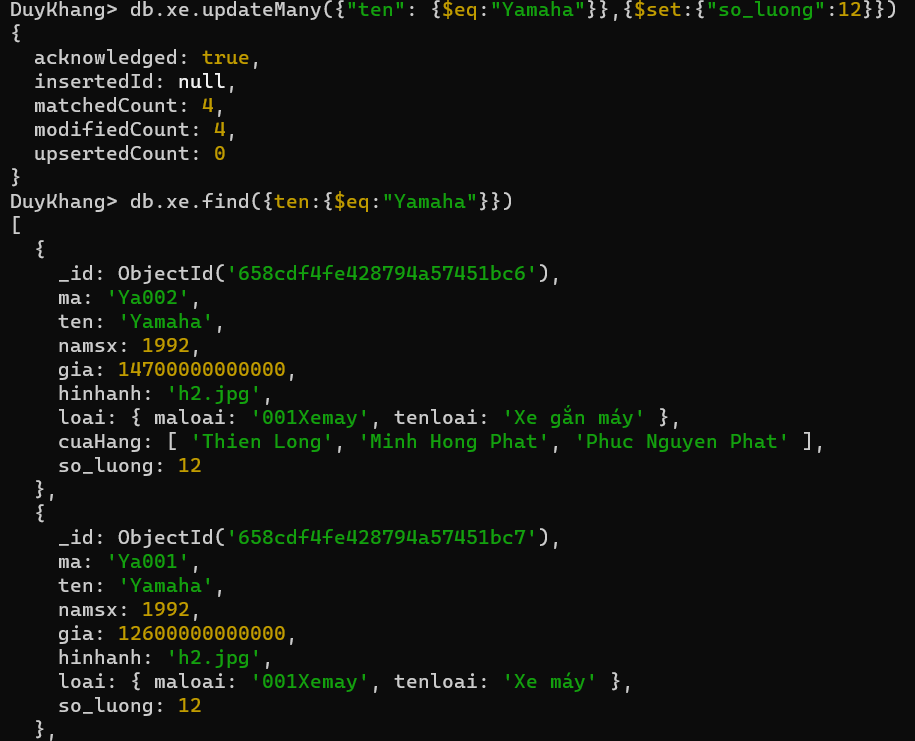 DuyKhang> db.xe.updateMany({"ten": {$eq:"Yamaha"}},{$set:{"so_luong":12}})
{
  acknowledged: true,
  insertedId: null,
  matchedCount: 4,
  modifiedCount: 4,
  upsertedCount: 0
}
DuyKhang> db.xe.find({ten:{$eq:"Yamaha"}})
[
  {
    _id: ObjectId('658cdf4fe428794a57451bc6'),
    ma: 'Ya002',
    ten: 'Yamaha',
    namsx: 1992,
    gia: 14700000000000,
    hinhanh: 'h2.jpg',
    loai: { maloai: '001Xemay', tenloai: 'Xe gắn máy' },
    cuaHang: [ 'Thien Long', 'Minh Hong Phat', 'Phuc Nguyen Phat' ],
    so_luong: 12
  },
  {
    _id: ObjectId('658cdf4fe428794a57451bc7'),
    ma: 'Ya001',
    ten: 'Yamaha',
    namsx: 1992,
    gia: 12600000000000,
    hinhanh: 'h2.jpg',
    loai: { maloai: '001Xemay', tenloai: 'Xe máy' },
    so_luong: 12
  },